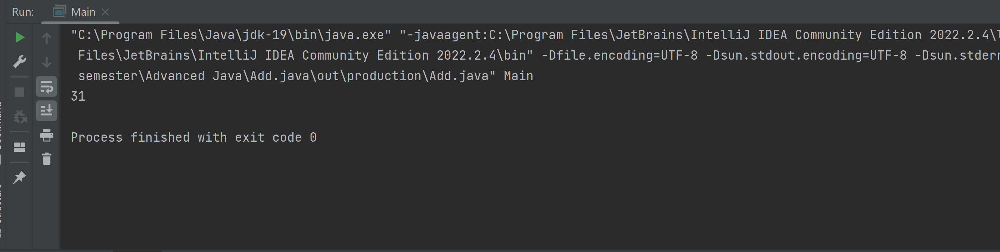 Run: Main
"C:\Program Files\Java\jdk-19\bin\java.exe" "-javaagent:C:\Program Files\JetBrains\IntelliJ IDEA Community Edition 2022.2.4\
Files\JetBrains\IntelliJ IDEA Community Edition 2022.2.4\bin" -Dfile.encoding=UTF-8 -Dsun.stdout.encoding=UTF-8 -Dsun.stder
semester\Advanced Java\Add.java\out\production\Add.java" Main
31
Process finished with exit code 0